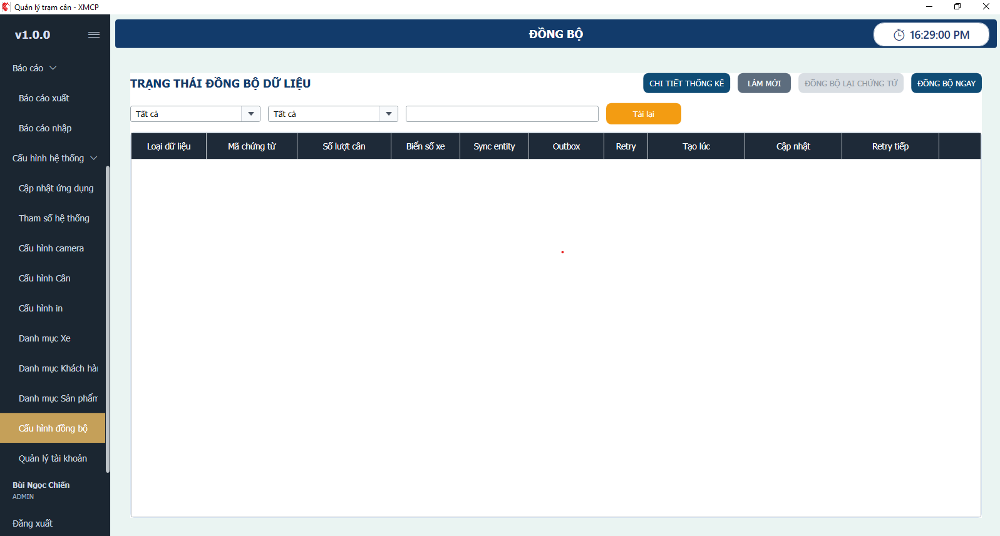 Quản lý trạm cân - XMCP
v1.0.0
ĐỒNG BỘ
16:29:00 PM
Báo cáo
Báo cáo xuất
Báo cáo nhập
Cấu hình hệ thống
Cập nhật ứng dụng
Tham số hệ thống
Cấu hình camera
Cấu hình Cân
Cấu hình in
Danh mục Xe
Danh mục Khách hàn
Danh mục Sản phẩm
Cấu hình đồng bộ
Quản lý tài khoản
Bùi Ngọc Chiến
ADMIN
Đăng xuất
TRẠNG THÁI ĐỒNG BỘ DỮ LIỆU
CHI TIẾT THỐNG KÊ
LÀM MỚI
ĐỒNG BỘ LẠI CHỨNG TỪ
ĐỒNG BỘ NGAY
Tất cả
Tất cả
Tải lại
Loại dữ liệu
Mã chứng từ
Số lượt cân
Biển số xe
Sync entity
Outbox
Retry
Tạo lúc
Cập nhật
Retry tiếp